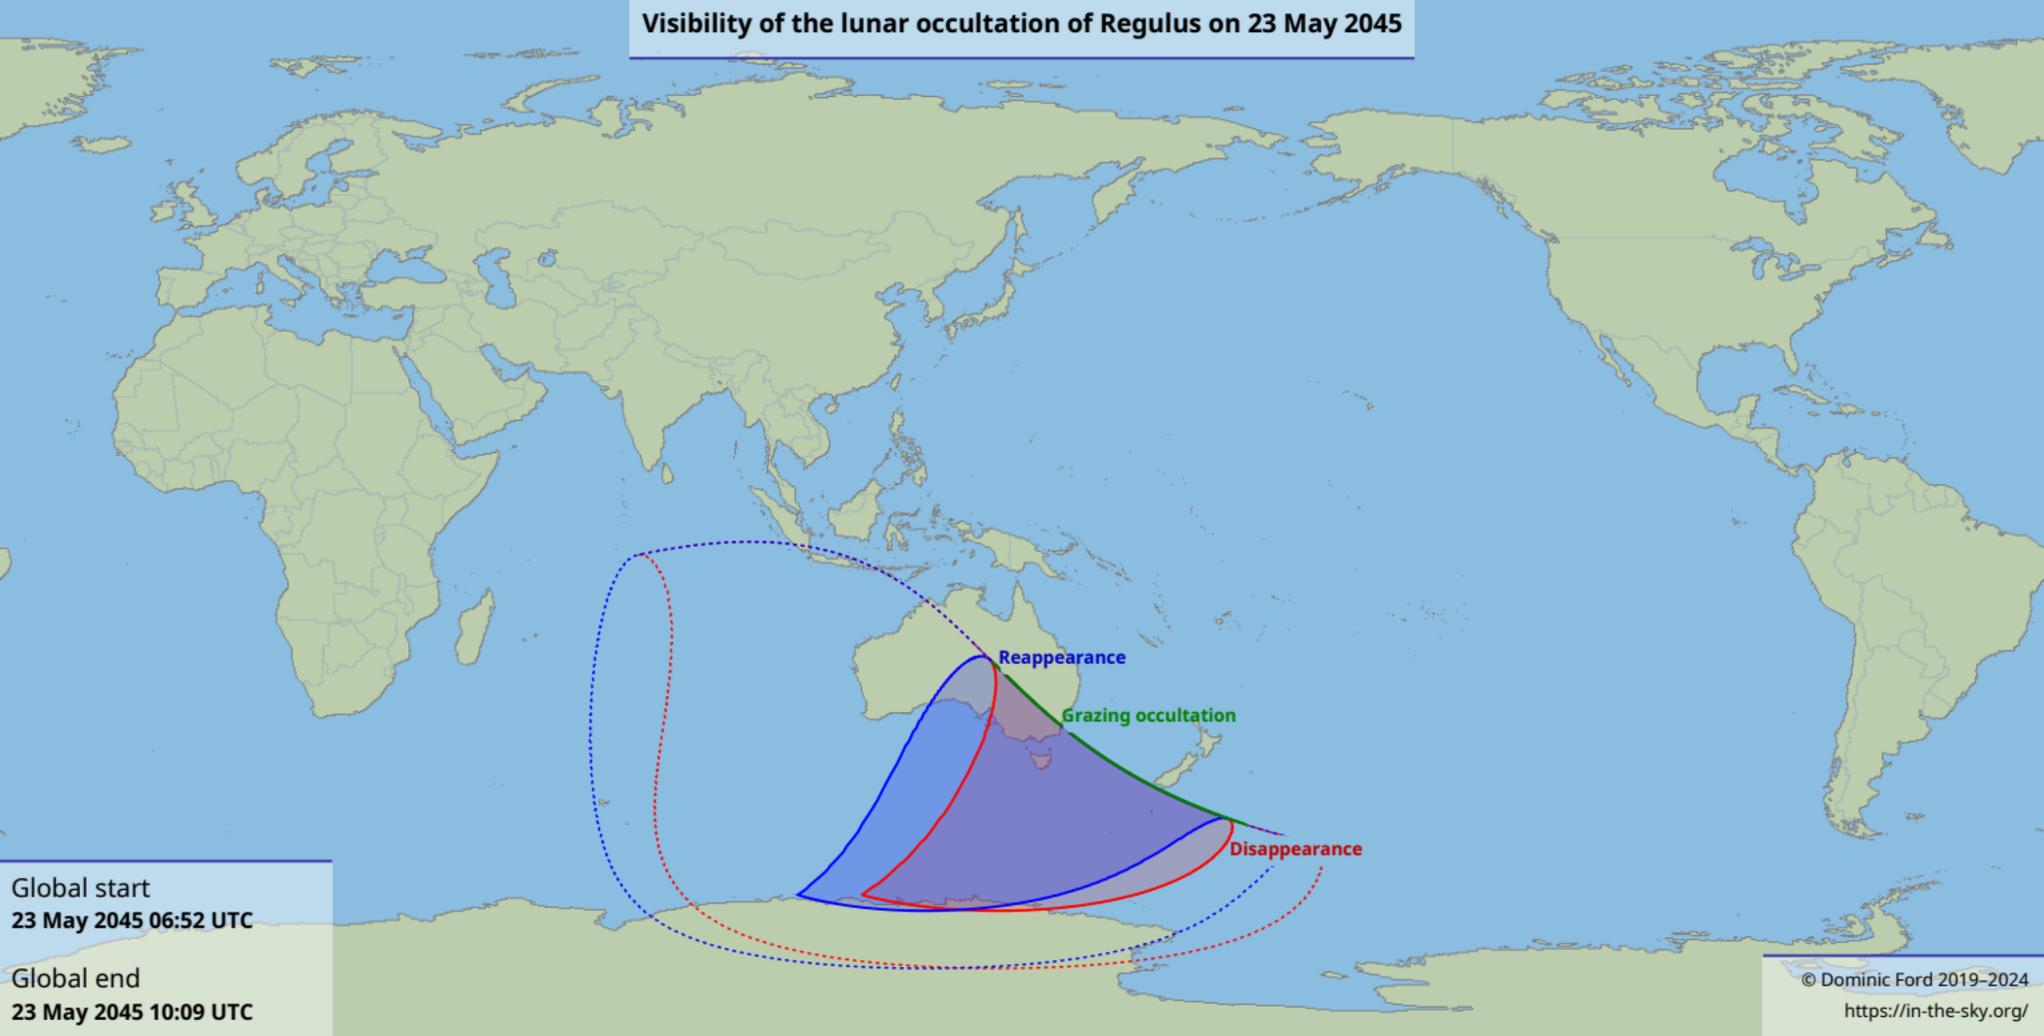 Visibility of the lunar occultation of Regulus on 23 May 2045
Reappearance
Grazing occultation
Disappearance
Global start
23 May 2045 06:52 UTC
Global end
23 May 2045 10:09 UTC
© Dominic Ford 2019–2024
https://in-the-sky.org/